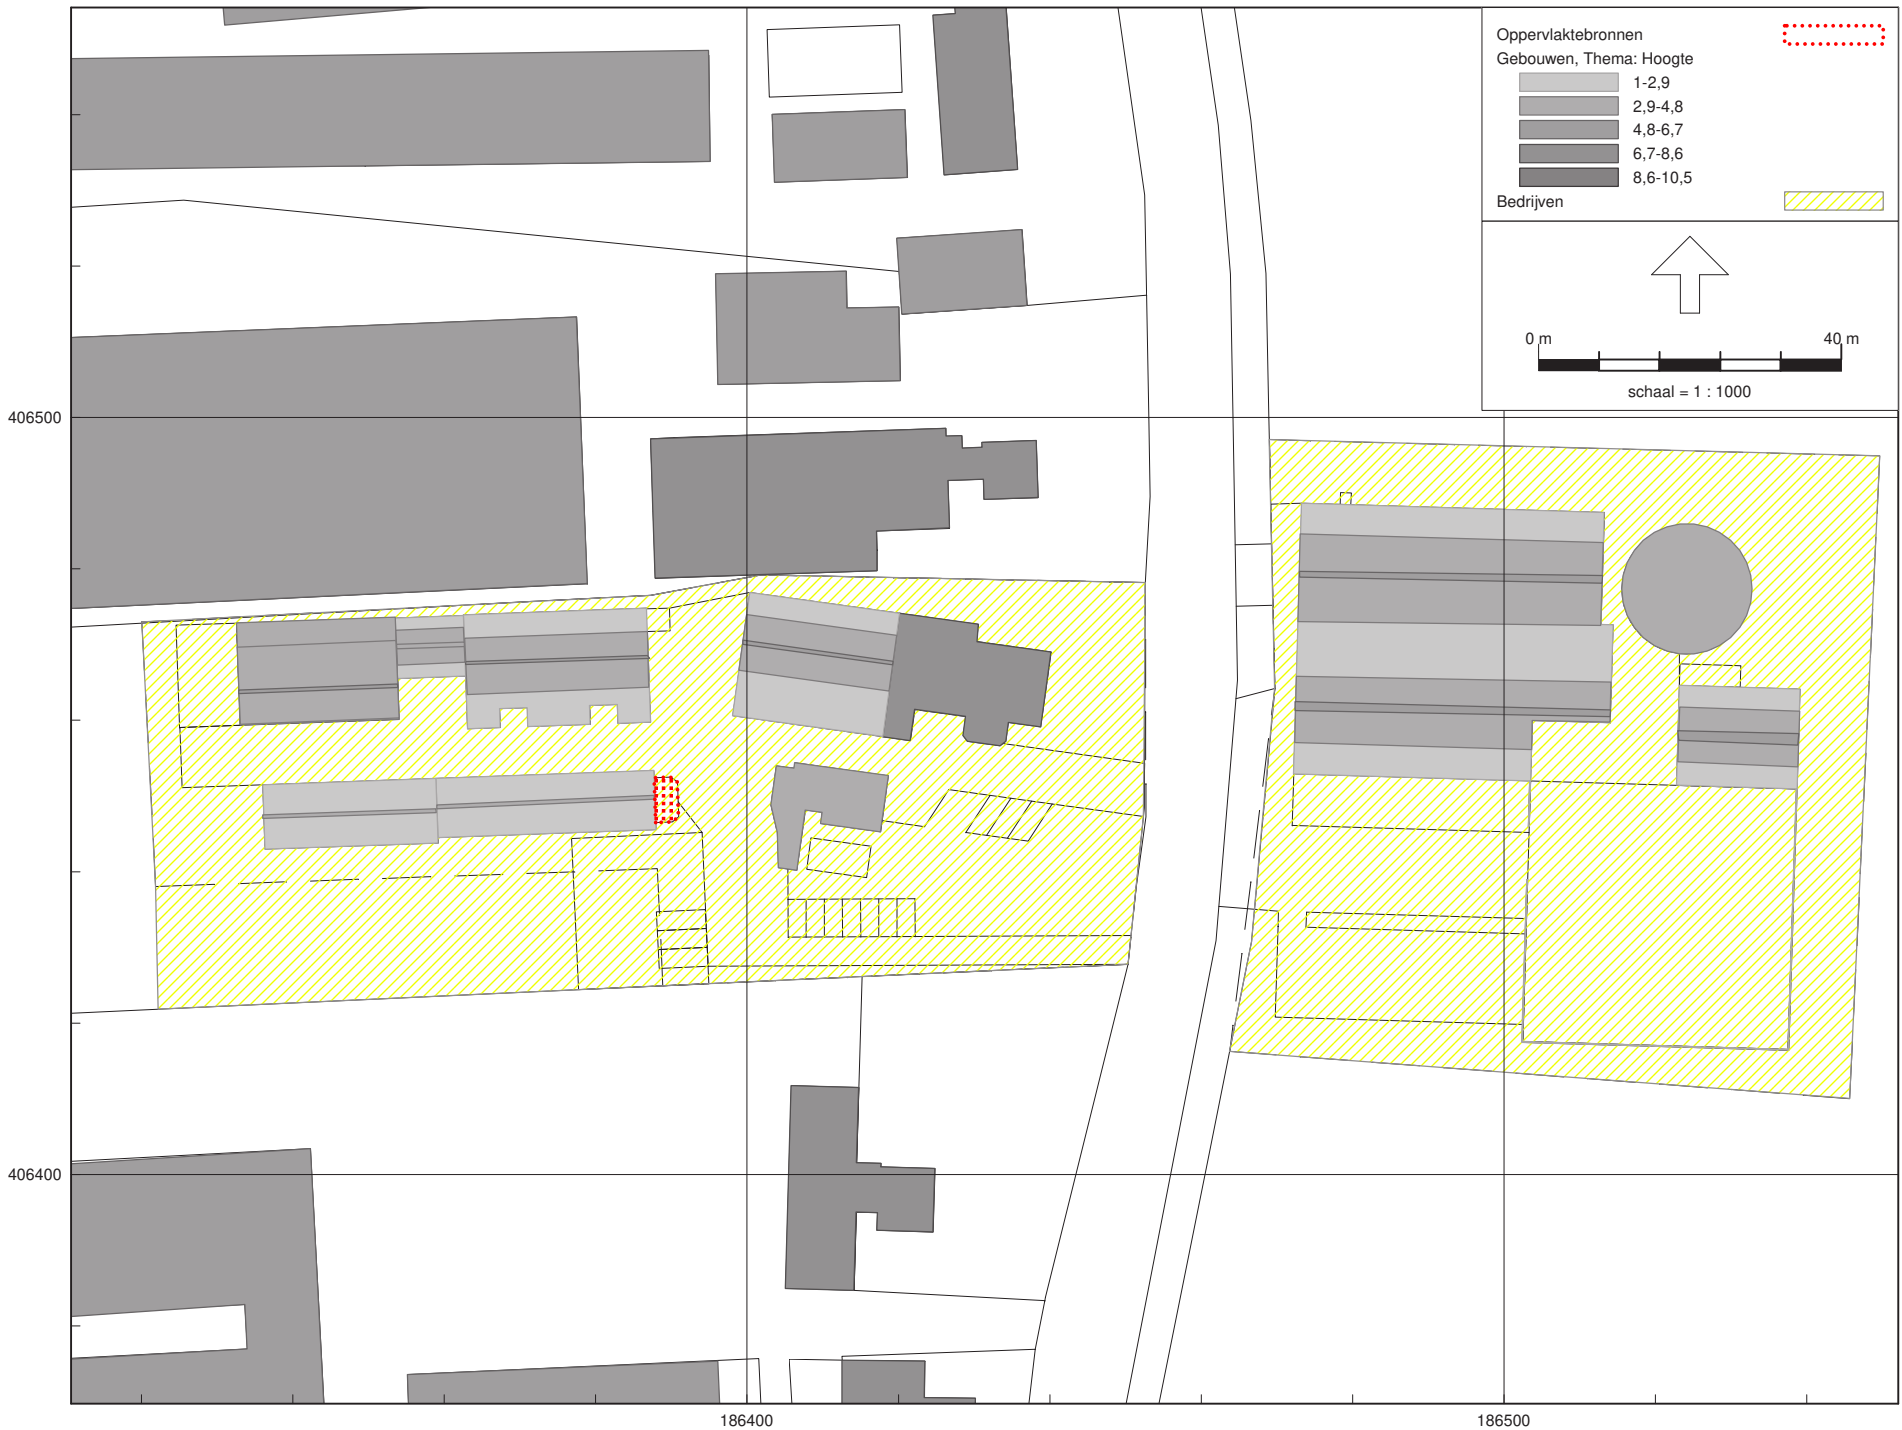 Oppervlaktebronnen
Gebouwen, Thema: Hoogte
1-2,9
2,9-4,8
4,8-6,7
6,7-8,6
8,6-10,5
Bedrijven
0 m 40 m
schaal = 1 : 1000
406500
406400
186400 186500